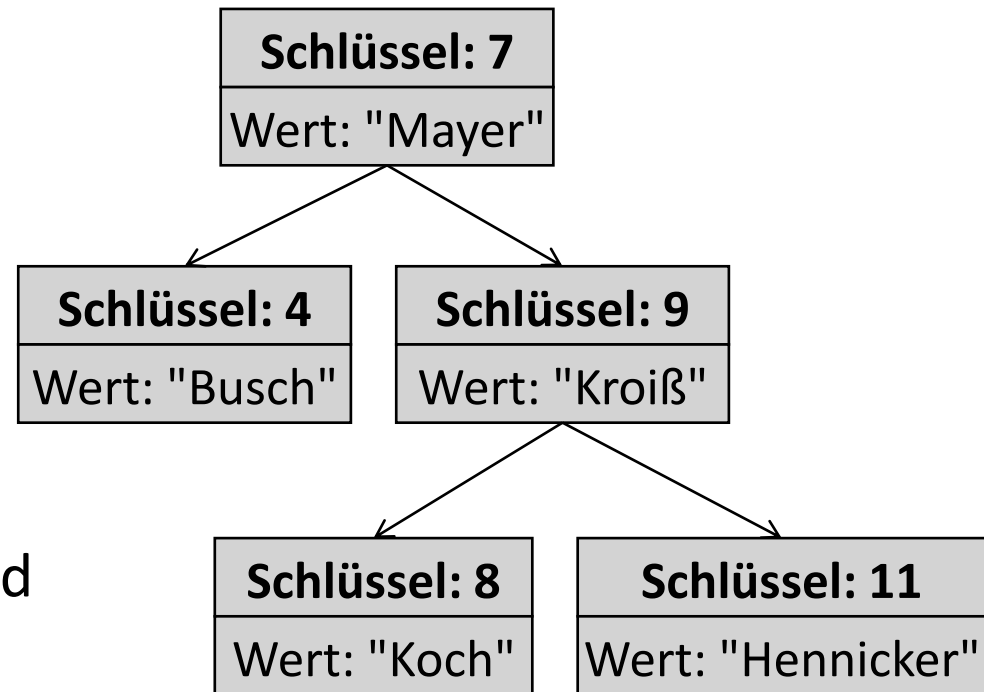 Schlüssel: 7
Wert: "Mayer"
Schlüssel: 4
Wert: "Busch"
Schlüssel: 9
Wert: "Kroiß"
d
Schlüssel: 8
Wert: "Koch"
Schlüssel: 11
Wert: "Hennicker"